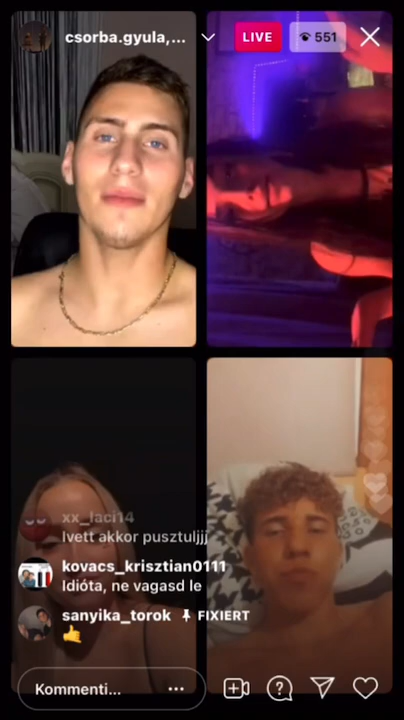 csorba.gyula,...
LIVE
551
xx_laci14
Ivett akkor pusztuljjj
kovacs_krisztian0111
Idióta, ne vagasd le
sanyika_torok FIXIERT
🤙
Kommenti...